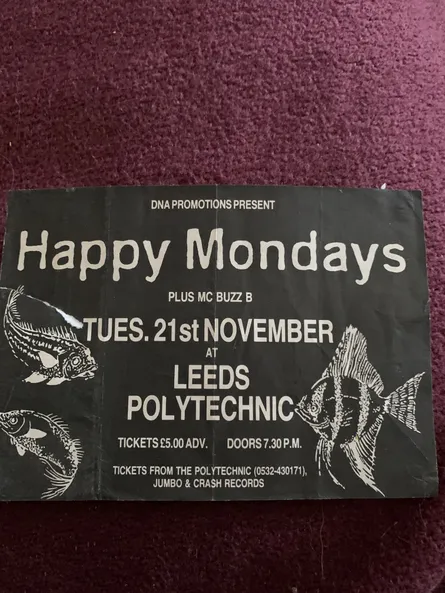 DNA PROMOTIONS PRESENT
Happy Mondays
PLUS MC BUZZ B
TUES. 21st NOVEMBER
AT
LEEDS
POLYTECHNIC
TICKETS £5.00 ADV. DOORS 7.30 P.M.
TICKETS FROM THE POLYTECHNIC (0532-430171),
JUMBO & CRASH RECORDS